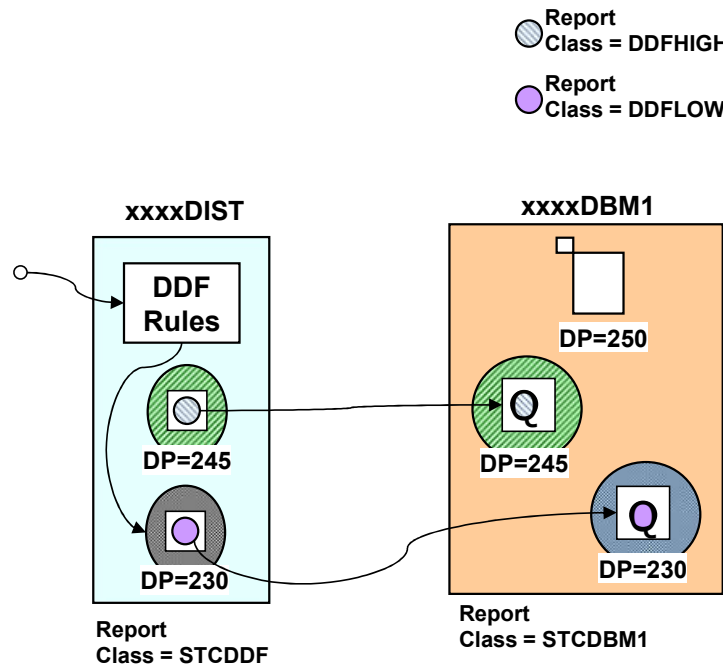 Report
Class = DDFHIGH
Report
Class = DDFLOW
xxxxDIST
xxxxDBM1
DDF
Rules
DP=250
Q
DP=245
DP=245
Q
DP=230
DP=230
Report
Class = STCDDF
Report
Class = STCDBM1